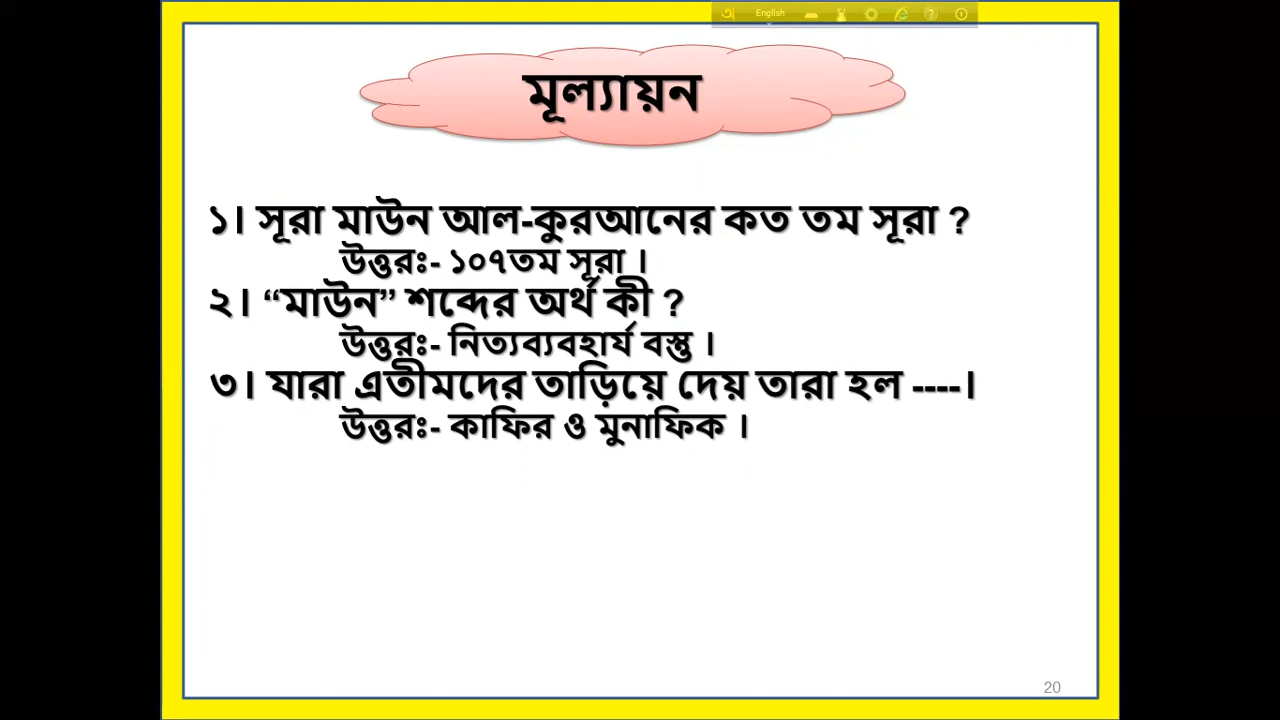 English
মূল্যায়ন
১। সূরা মাউন আল-কুরআনের কত তম সূরা ?
উত্তরঃ- ১০৭তম সূরা ।
২। “মাউন” শব্দের অর্থ কী ?
উত্তরঃ- নিত্যব্যবহার্য বস্তু ।
৩। যারা এতীমদের তাড়িয়ে দেয় তারা হল ----।
উত্তরঃ- কাফির ও মুনাফিক ।
20